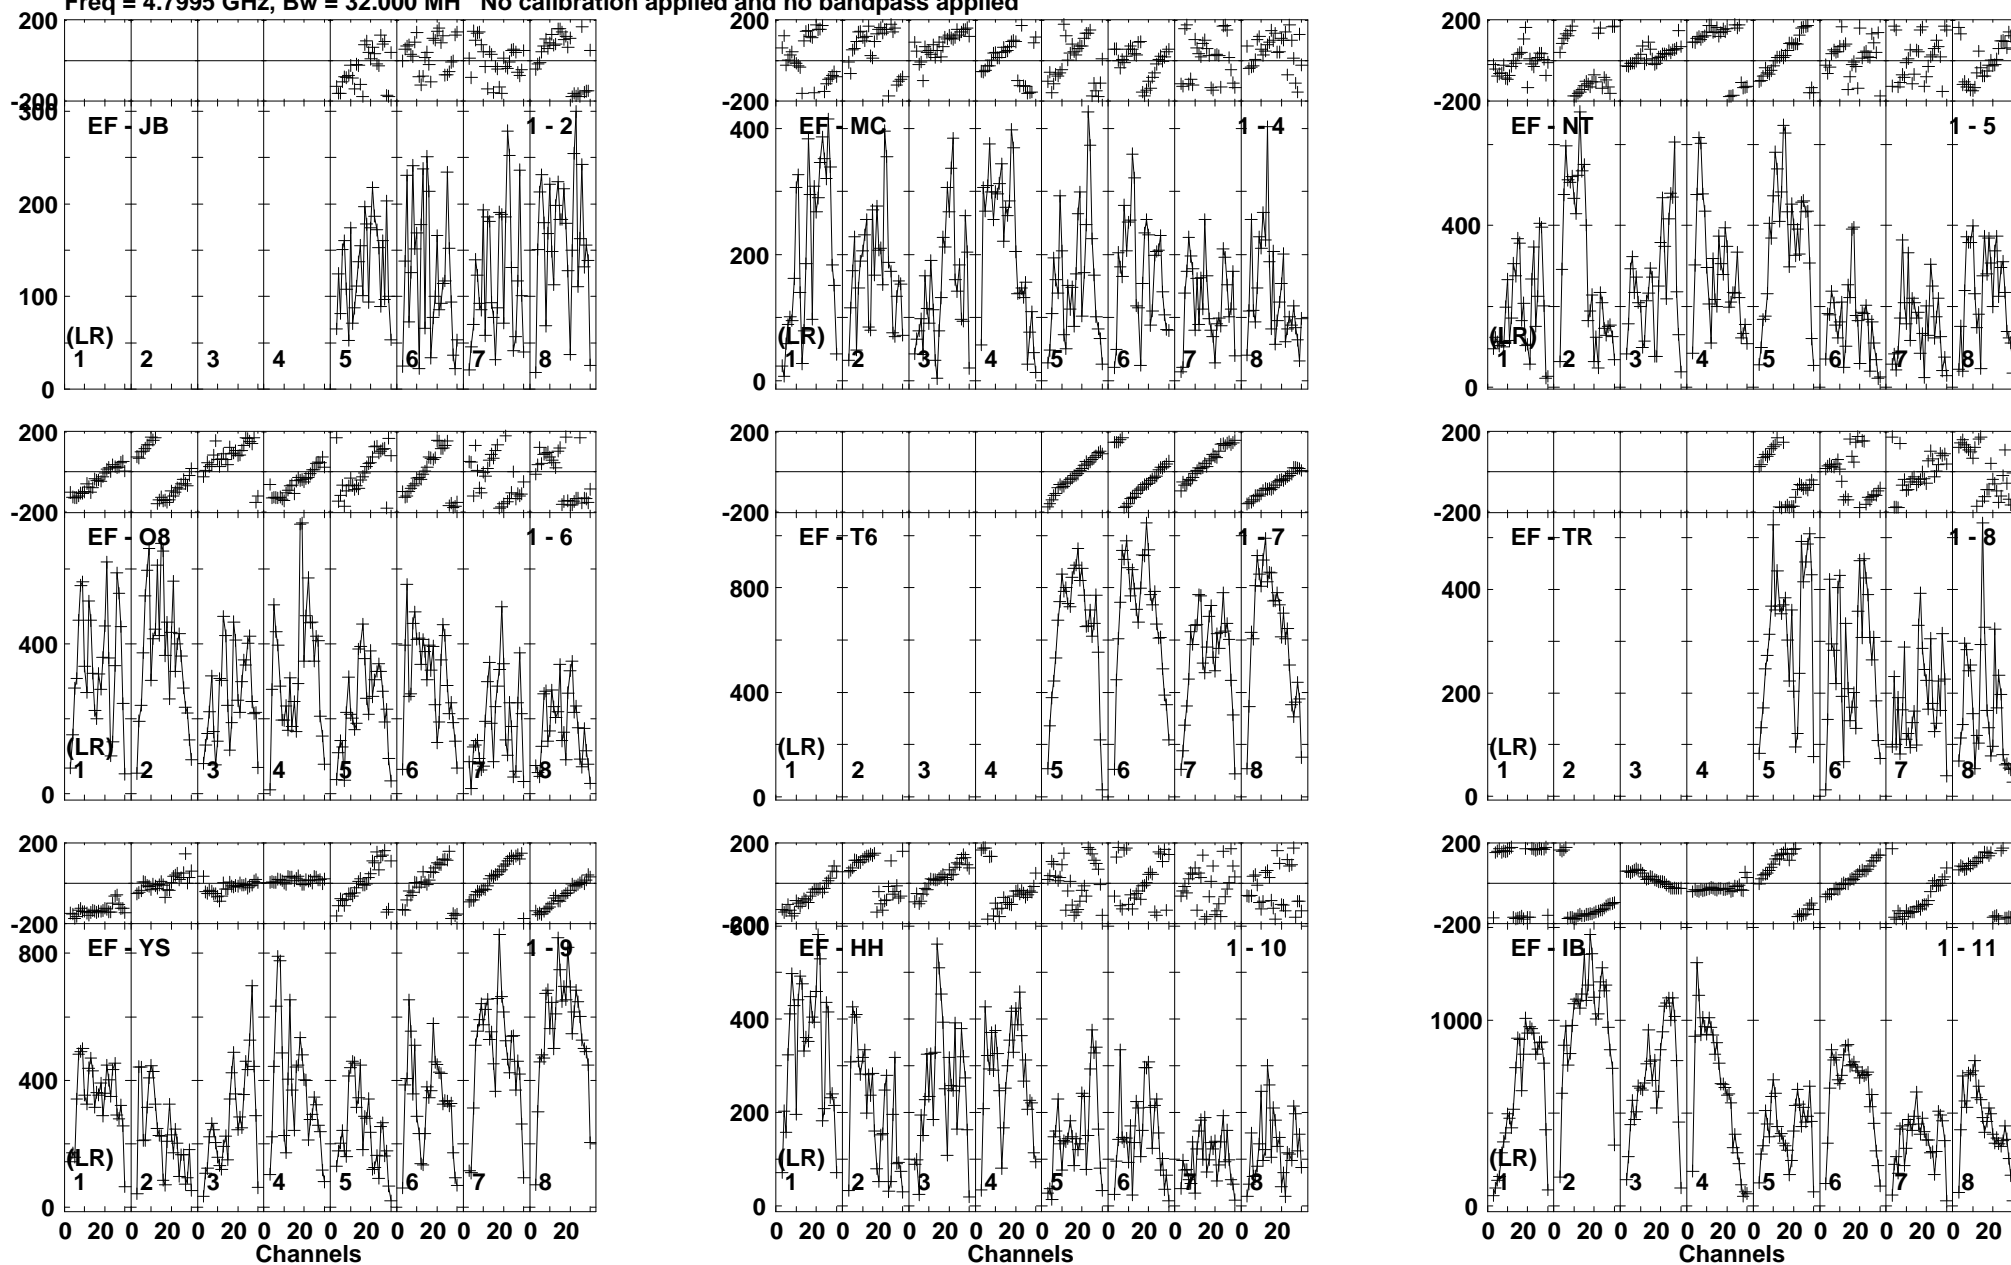 Freq = 4.7995 GHz, Bw = 32.000 MH   No calibration applied and no bandpass applied
200
-200
300
200
100
0
EF - JB
1 - 2
(LR)
1 2 3 4 5 6 7 8
200
-200
400
200
0
EF - MC
1 - 4
(LR)
1 2 3 4 5 6 7 8
200
-200
400
0
EF - NT
1 - 5
(LR)
1 2 3 4 5 6 7 8
200
-200
400
0
EF - O8
1 - 6
(LR)
1 2 3 4 5 6 7 8
200
-200
800
400
0
EF - T6
1 - 7
(LR)
1 2 3 4 5 6 7 8
200
-200
400
200
0
EF - TR
1 - 8
(LR)
1 2 3 4 5 6 7 8
200
-200
800
400
0
EF - YS
1 - 9
(LR)
1 2 3 4 5 6 7 8
0 20 0 20 0 20 0 20 0 20 0 20 0 20 0 20
Channels
200
-200
600
400
200
0
EF - HH
1 - 10
(LR)
1 2 3 4 5 6 7 8
0 20 0 20 0 20 0 20 0 20 0 20 0 20 0 20
Channels
200
-200
1000
0
EF - IB
1 - 11
(LR)
1 2 3 4 5 6 7 8
0 20 0 20 0 20 0 20 0 20 0 20 0 20 0 20
Channels